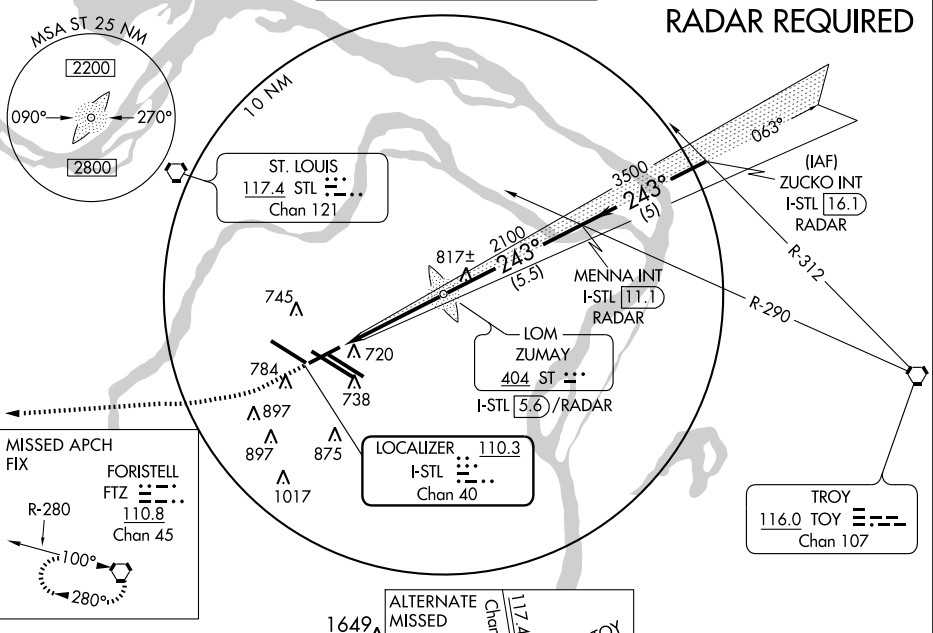 RADAR REQUIRED
MSA ST 25 NM
2200
090°
270°
2800
10 NM
ST. LOUIS
117.4 STL
Chan 121
063°
(IAF)
ZUCKO INT
I-STL 16.1
RADAR
3500
243°
(5)
2100
243°
(5.5)
817±
MENNA INT
I-STL 11.1
RADAR
R-312
R-290
745
LOM
ZUMAY
404 ST
I-STL 5.6 /RADAR
720
784
738
897
897
875
1017
LOCALIZER 110.3
I-STL
Chan 40
MISSED APCH
FIX
FORISTELL
FTZ
110.8
Chan 45
R-280
100°
280°
TROY
116.0 TOY
Chan 107
1649
ALTERNATE
MISSED
117.4
Chan
TOY